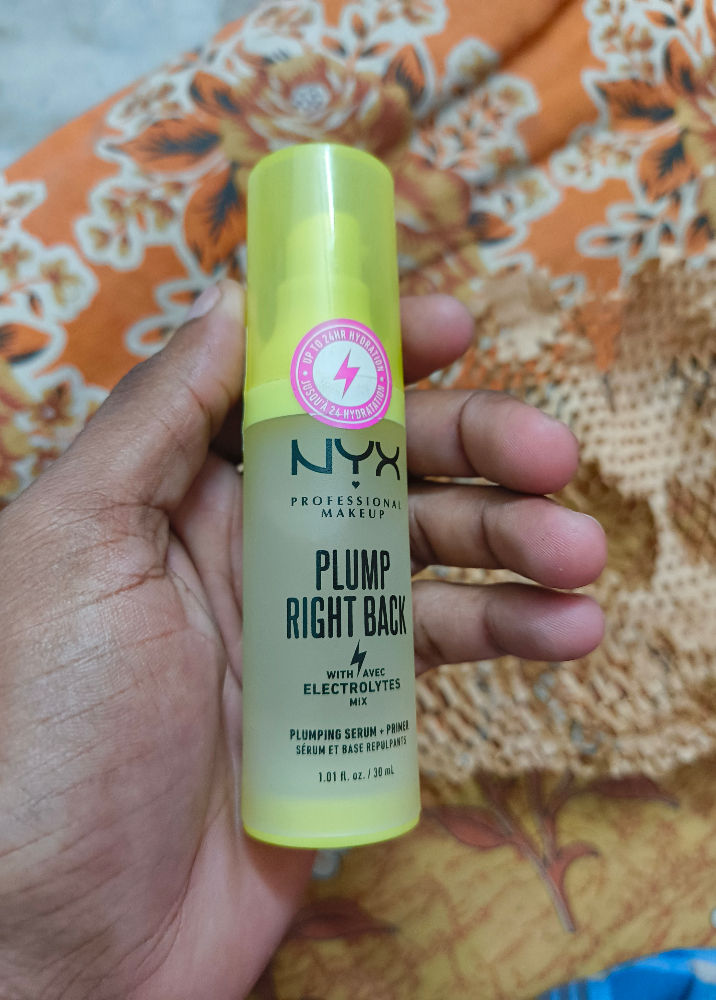 UP TO 24HR HYDRATION
JUSQU'À 24 HYDRATATION
NYX
PROFESSIONAL
MAKEUP
PLUMP
RIGHT BACK
WITH AVEC
ELECTROLYTES
MIX
PLUMPING SERUM + PRIMER
SÉRUM ET BASE REPULPANTS
1.01 fl. oz. / 30 mL